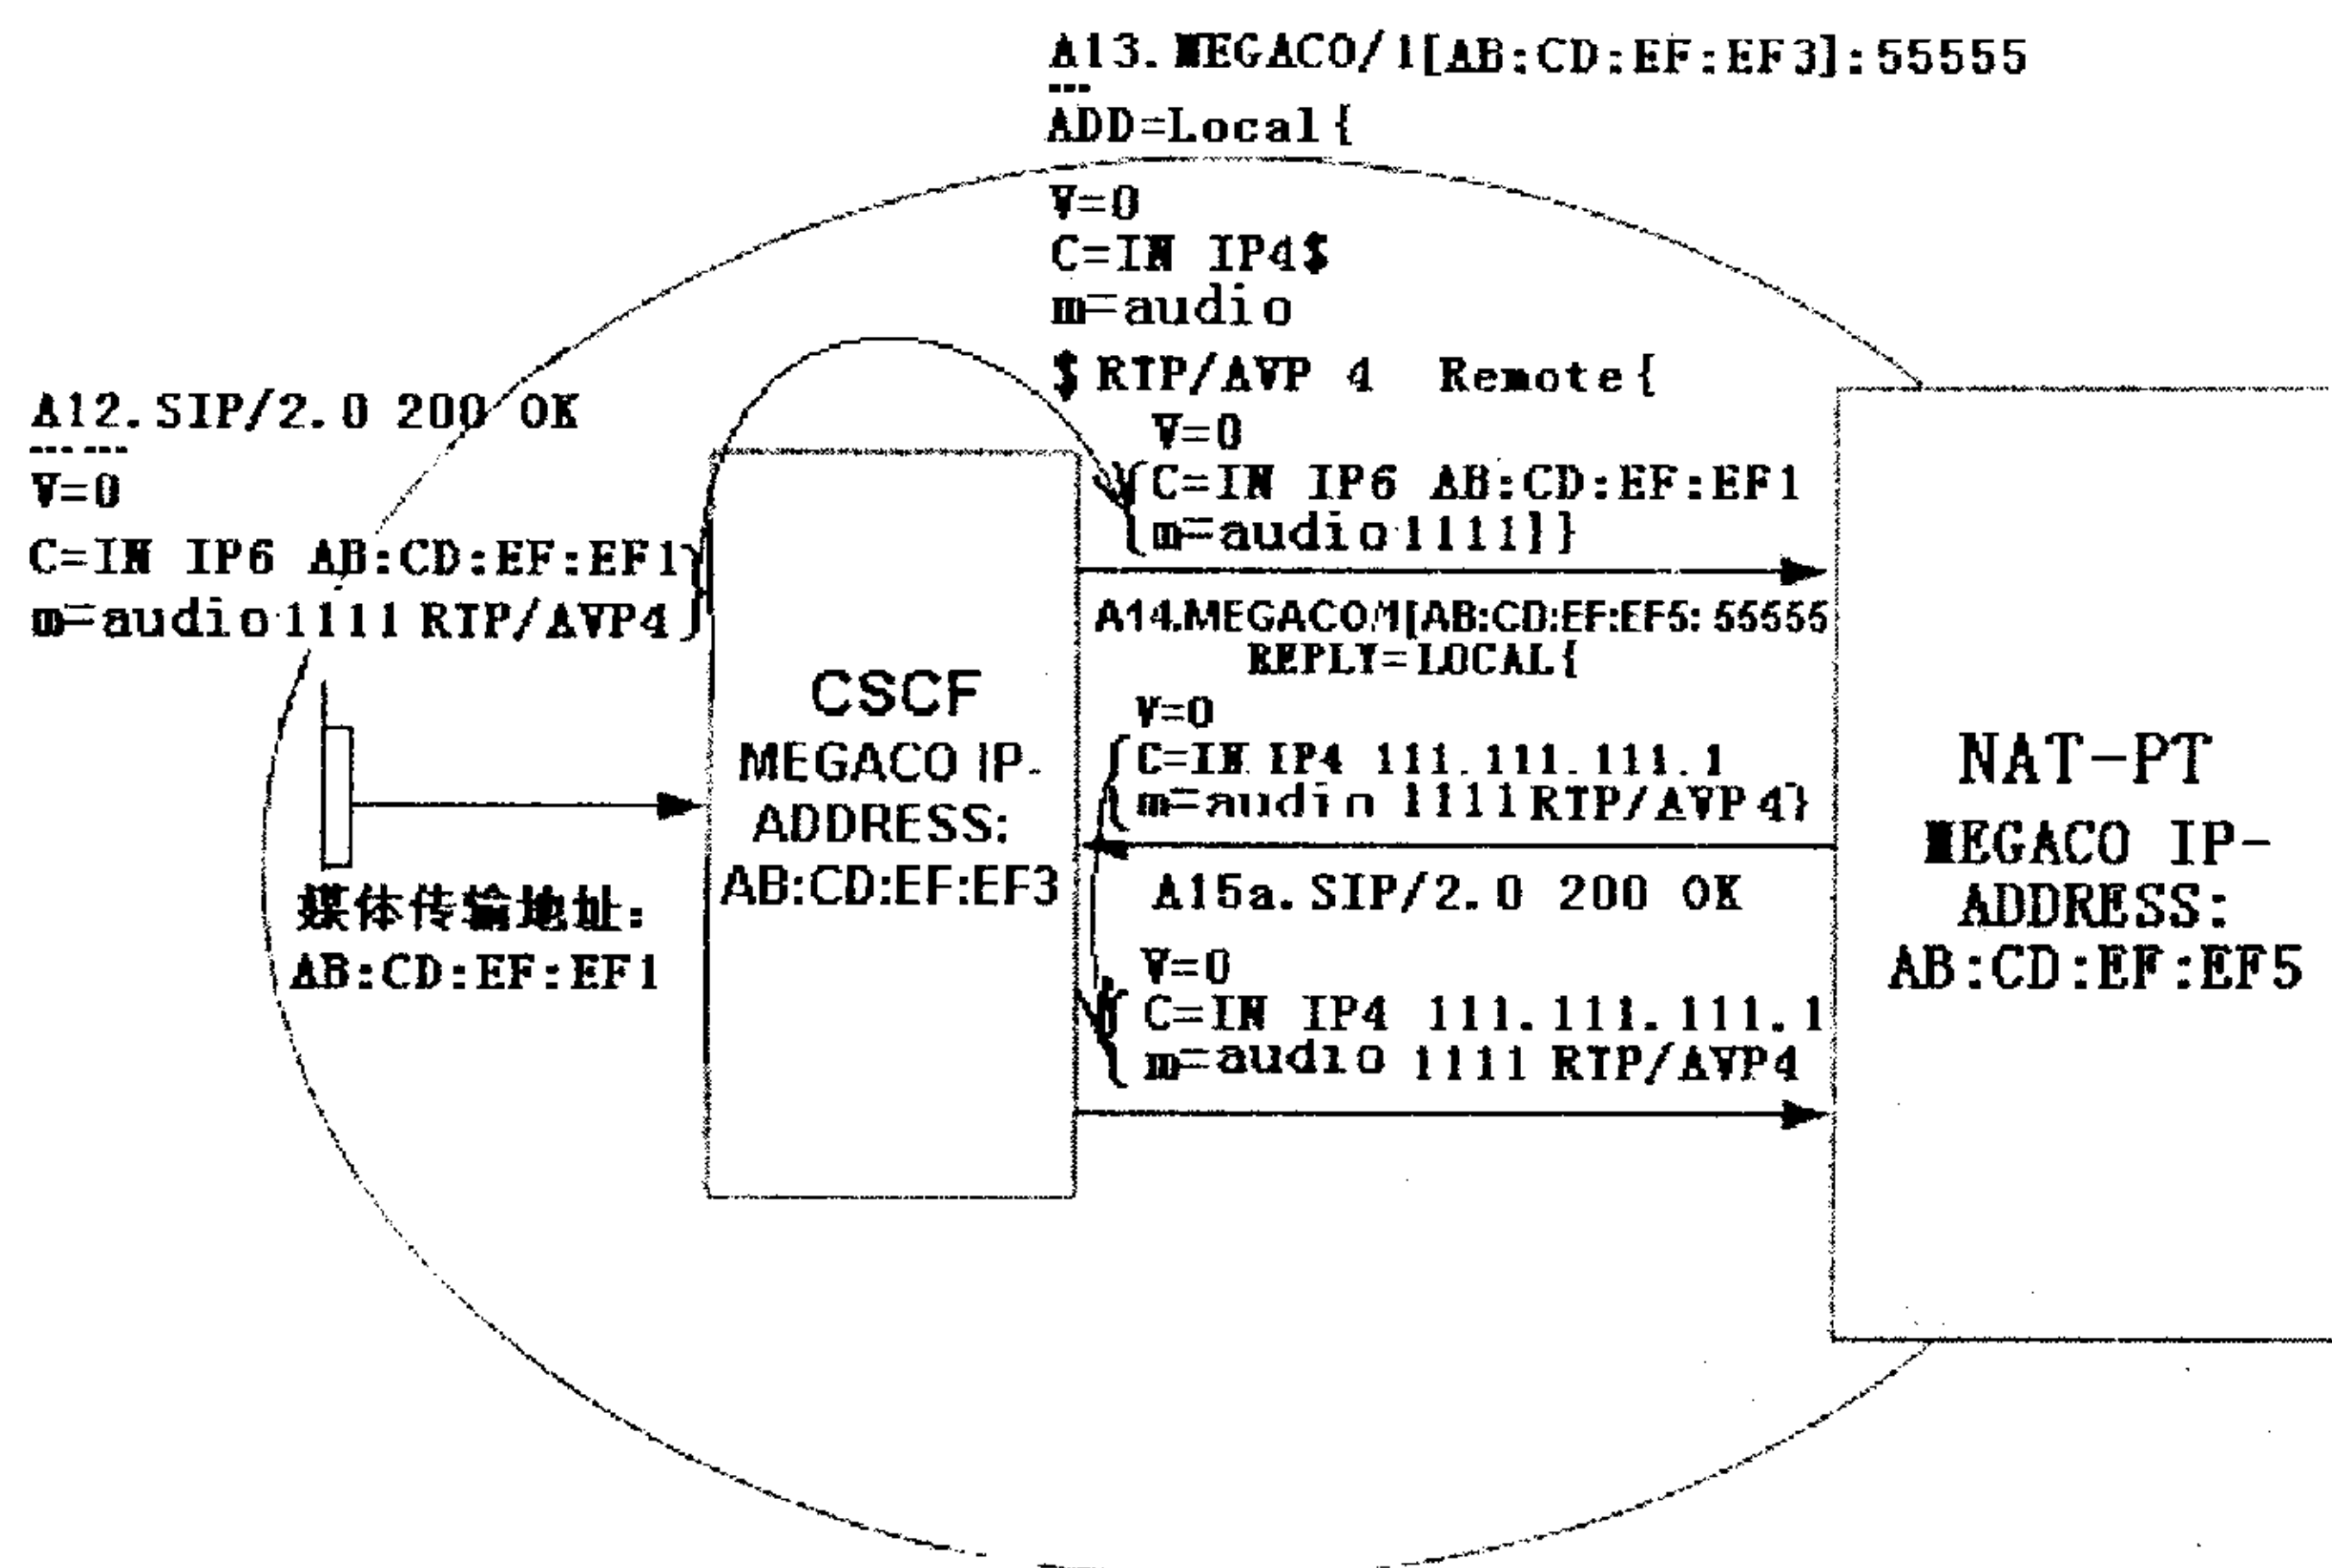 A13.MEGACO/1[AB:CD:EF:EF3]:55555
ADD=Local{
V=0
C=IN IP4$
m=audio
$ RTP/AVP 4 Remote{
V=0
C=IN IP6 AB:CD:EF:EF1
m=audio 1111}}
A12.SIP/2.0 200 OK
V=0
C=IN IP6 AB:CD:EF:EF1
m=audio 1111 RTP/AVP4
媒体传输地址:
AB:CD:EF:EF1
CSCF
MEGACO IP-
ADDRESS:
AB:CD:EF:EF3
A14.MEGACO/1[AB:CD:EF:EF5: 55555
REPLY=LOCAL{
V=0
C=IN IP4 111.111.111.1
m=audio 1111 RTP/AVP 4}
A15a.SIP/2.0 200 OK
V=0
C=IN IP4 111.111.111.1
m=audio 1111 RTP/AVP4
NAT-PT
MEGACO IP-
ADDRESS:
AB:CD:EF:EF5